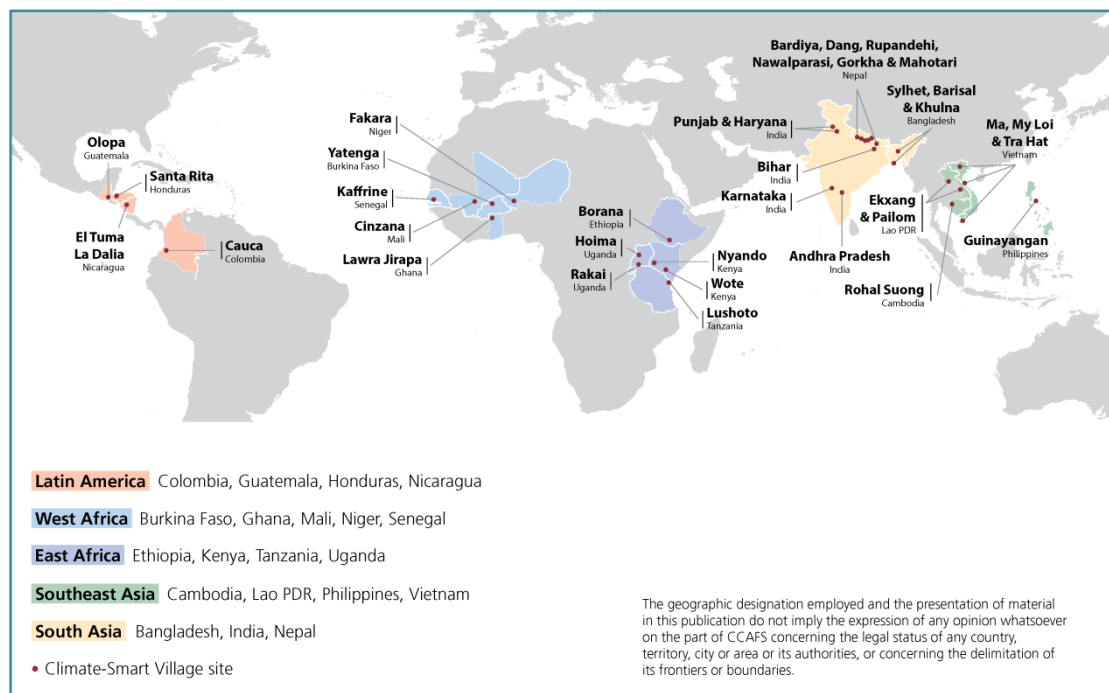 Bardiya, Dang, Rupandehi,
Nawalparasi, Gorkha & Mahotari
Nepal
Sylhet, Barisal
& Khulna
Bangladesh
Fakara
Niger
Punjab & Haryana
India
Ma, My Loi
& Tra Hat
Vietnam
Olopa
Guatemala
Yatenga
Burkina Faso
Santa Rita
Honduras
Bihar
India
Kaffrine
Senegal
Karnataka
India
Ekxang
& Pailom
Lao PDR
Borana
Ethiopia
Cinzana
Mali
El Tuma
La Dalia
Nicaragua
Cauca
Colombia
Hoima
Uganda
Guinayangan
Philippines
Lawra Jirapa
Ghana
Nyando
Kenya
Andhra Pradesh
India
Rakai
Uganda
Wote
Kenya
Rohal Suong
Cambodia
Lushoto
Tanzania
Latin America Colombia, Guatemala, Honduras, Nicaragua
West Africa Burkina Faso, Ghana, Mali, Niger, Senegal
East Africa Ethiopia, Kenya, Tanzania, Uganda
Southeast Asia Cambodia, Lao PDR, Philippines, Vietnam
South Asia Bangladesh, India, Nepal
• Climate-Smart Village site
The geographic designation employed and the presentation of material
in this publication do not imply the expression of any opinion whatsoever
on the part of CCAFS concerning the legal status of any country,
territory, city or area or its authorities, or concerning the delimitation of
its frontiers or boundaries.